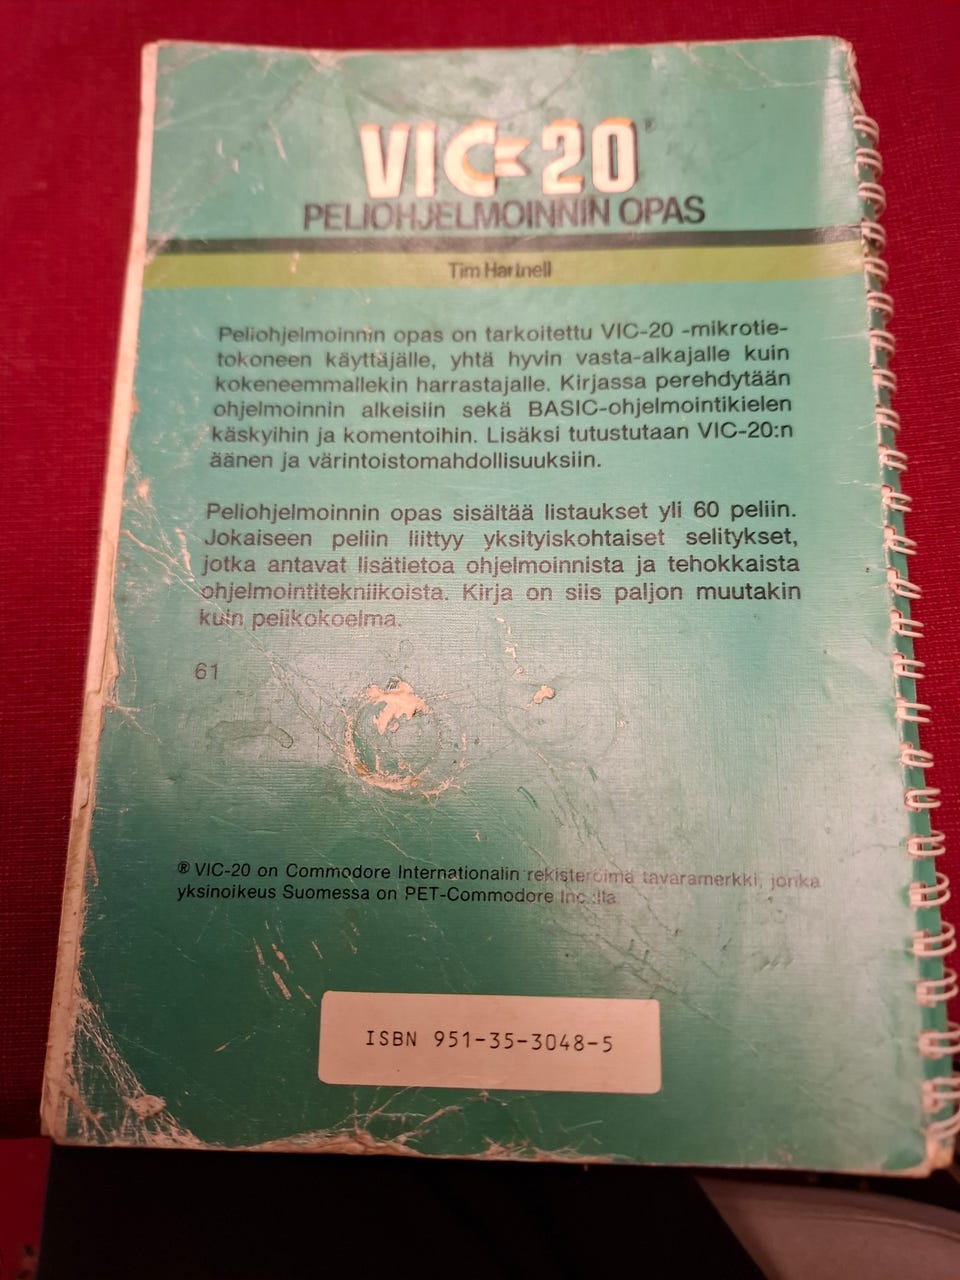 VIC-20®
PELIOHJELMOINNIN OPAS
Tim Hartnell
Peliohjelmoinnin opas on tarkoitettu VIC-20 -mikrotie-
tokoneen käyttäjälle, yhtä hyvin vasta-alkajalle kuin
kokeneemmallekin harrastajalle. Kirjassa perehdytään
ohjelmoinnin alkeisiin sekä BASIC-ohjelmointikielen
käskyihin ja komentoihin. Lisäksi tutustutaan VIC-20:n
äänen ja värintoistomahdollisuuksiin.
Peliohjelmoinnin opas sisältää listaukset yli 60 peliin.
Jokaiseen peliin liittyy yksityiskohtaiset selitykset,
jotka antavat lisätietoa ohjelmoinnista ja tehokkaista
ohjelmointitekniikoista. Kirja on siis paljon muutakin
kuin pelikokoelma.
61
® VIC-20 on Commodore Internationalin rekisteröimä tavaramerkki, jonka
yksinoikeus Suomessa on PET-Commodore Inc.:lla.
ISBN 951-35-3048-5